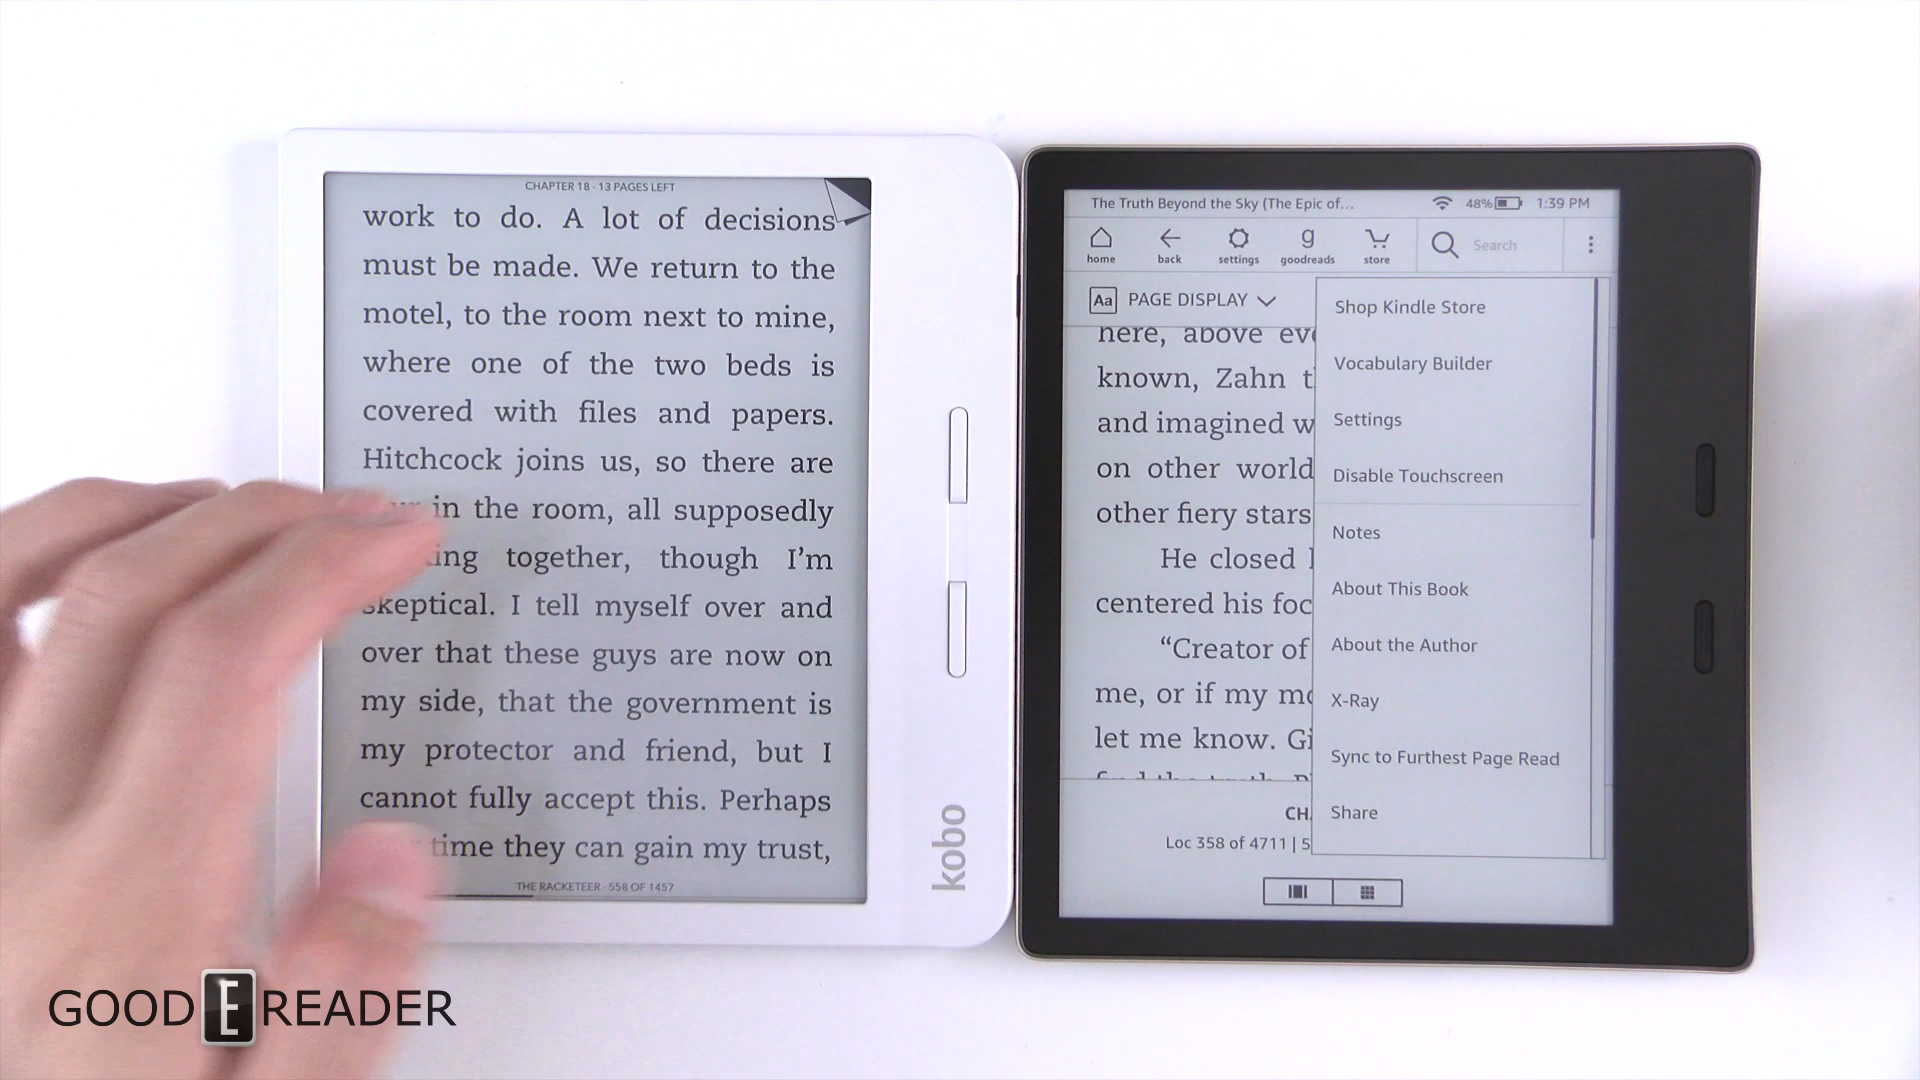 CHAPTER 18 - 13 PAGES LEFT
work to do. A lot of decisions
must be made. We return to the
motel, to the room next to mine,
where one of the two beds is
covered with files and papers.
Hitchcock joins us, so there are
in the room, all supposedly
together, though I'm
skeptical. I tell myself over and
over that these guys are now on
my side, that the government is
my protector and friend, but I
cannot fully accept this. Perhaps
time they can gain my trust,
THE RACKETEER - 558 OF 1457
kobo
The Truth Beyond the Sky (The Epic of...
48%
1:39 PM
home
back
settings
g
goodreads
store
Search
Aa PAGE DISPLAY
here, above
known, Zahn
and imagined
on other world
other fiery stars
He closed
centered his
"Creator of
me, or if my
let me know.
Loc 358 of 4711 |
Shop Kindle Store
Vocabulary Builder
Settings
Disable Touchscreen
Notes
About This Book
About the Author
X-Ray
Sync to Furthest Page Read
Share
GOOD E READER